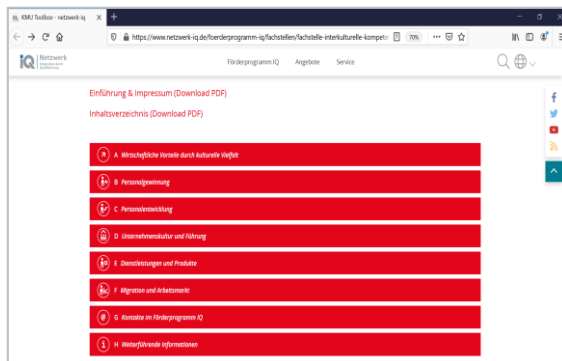 KMU Toolbox - netzwerk-iq
https://www.netzwerk-iq.de/foerderprogramm-iq/fachstellen/fachstelle-interkulturelle-kompete
70%
iQ Netzwerk
Förderprogramm IQ Angebote Service
Einführung & Impressum (Download PDF)
Inhaltsverzeichnis (Download PDF)
A Wirtschaftliche Vorteile durch kulturelle Vielfalt
B Personalgewinnung
C Personalentwicklung
D Unternehmenskultur und Führung
E Dienstleistungen und Produkte
F Migration und Arbeitsmarkt
G Kontakte im Förderprogramm IQ
H Weiterführende Informationen